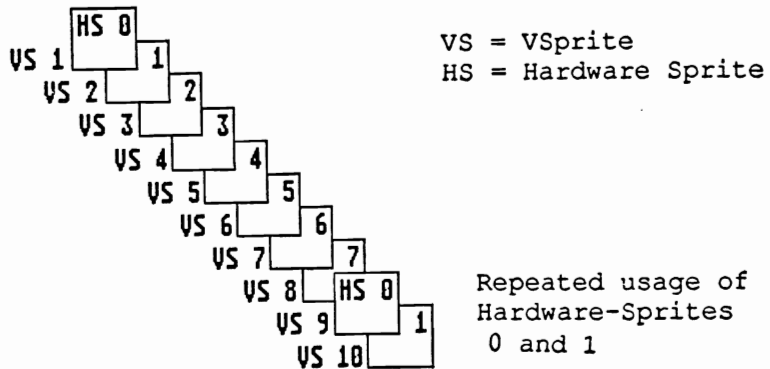 HS 0
VS = VSprite
VS 1
1
HS = Hardware Sprite
VS 2
2
VS 3
3
VS 4
4
VS 5
5
VS 6
6
VS 7
7
VS 8
HS 0
Repeated usage of
VS 9
1
Hardware-Sprites
VS 10
0 and 1